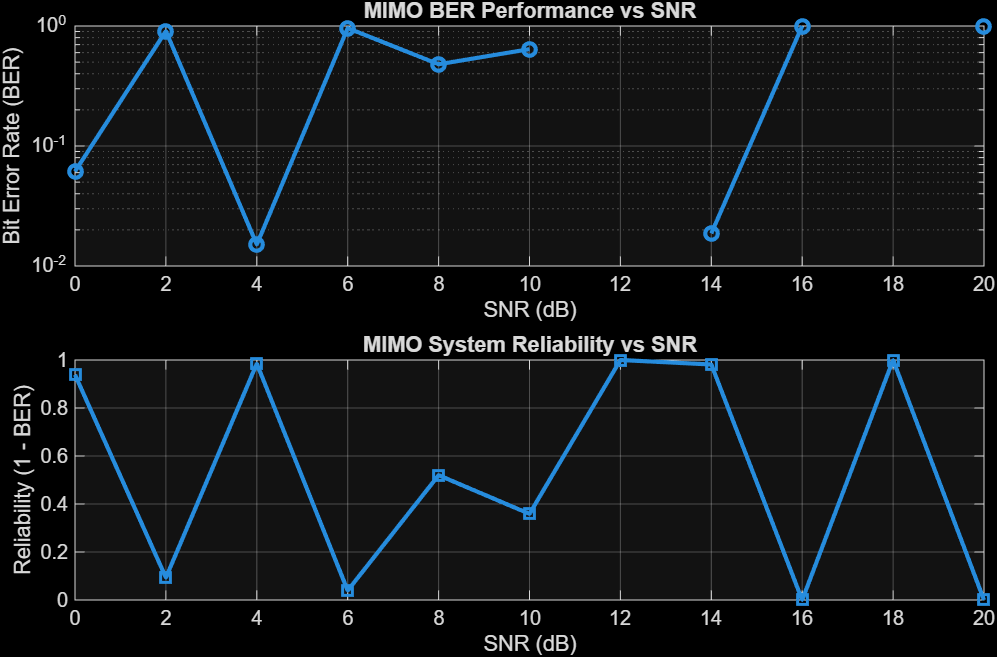 MIMO BER Performance vs SNR
Bit Error Rate (BER)
10⁰
10⁻¹
10⁻²
0 2 4 6 8 10 12 14 16 18 20
SNR (dB)
MIMO System Reliability vs SNR
Reliability (1 - BER)
1
0.8
0.6
0.4
0.2
0
0 2 4 6 8 10 12 14 16 18 20
SNR (dB)